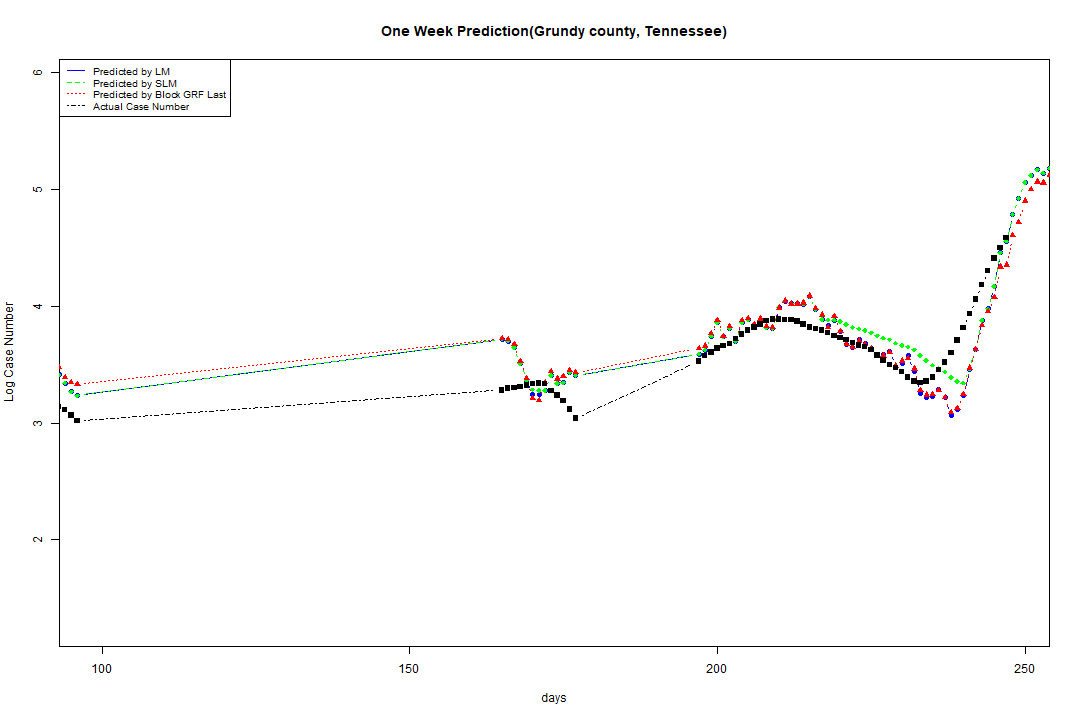 One Week Prediction(Grundy county, Tennessee)
Predicted by LM
Predicted by SLM
Predicted by Block GRF Last
Actual Case Number
6
5
4
3
2
Log Case Number
100
150
200
250
days